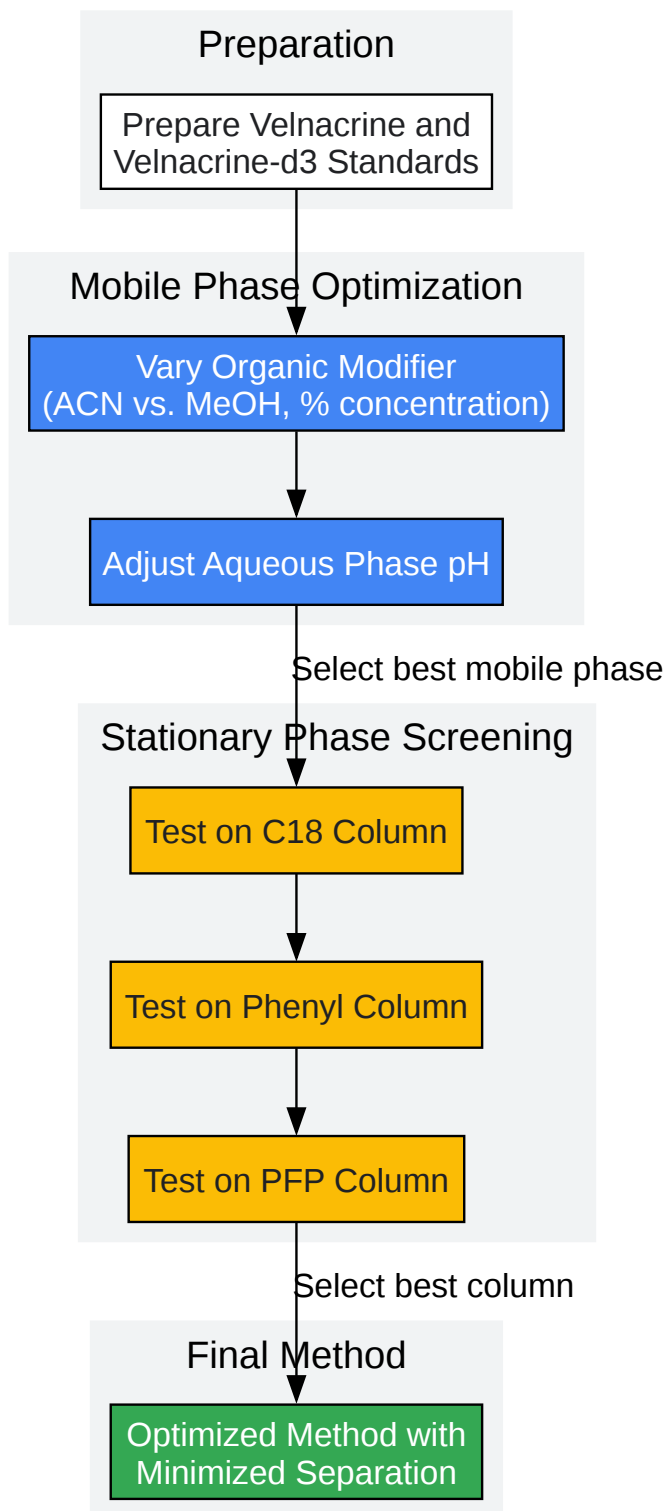 Preparation
Prepare Velnacrine and
Velnacrine-d3 Standards
Mobile Phase Optimization
Vary Organic Modifier
(ACN vs. MeOH, % concentration)
Adjust Aqueous Phase pH
Select best mobile phase
Stationary Phase Screening
Test on C18 Column
Test on Phenyl Column
Test on PFP Column
Select best column
Final Method
Optimized Method with
Minimized Separation